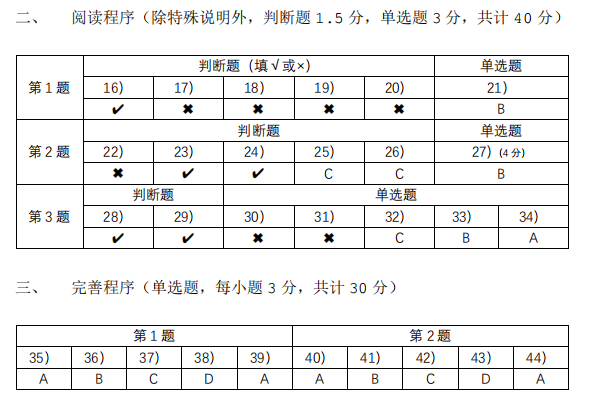 二、 阅读程序（除特殊说明外，判断题 1.5 分，单选题 3 分，共计 40 分）
第 1 题 判断题（填√或×） 单选题
16) 17) 18) 19) 20) 21)
✔ ✖ ✖ ✖ ✖ B
第 2 题 判断题 单选题
22) 23) 24) 25) 26) 27) (4 分)
✖ ✔ ✔ C C B
第 3 题 判断题 单选题
28) 29) 30) 31) 32) 33) 34)
✔ ✔ ✖ ✖ C B A
三、 完善程序（单选题，每小题 3 分，共计 30 分）
第 1 题 第 2 题
35) 36) 37) 38) 39) 40) 41) 42) 43) 44)
A B C D A A B C D A